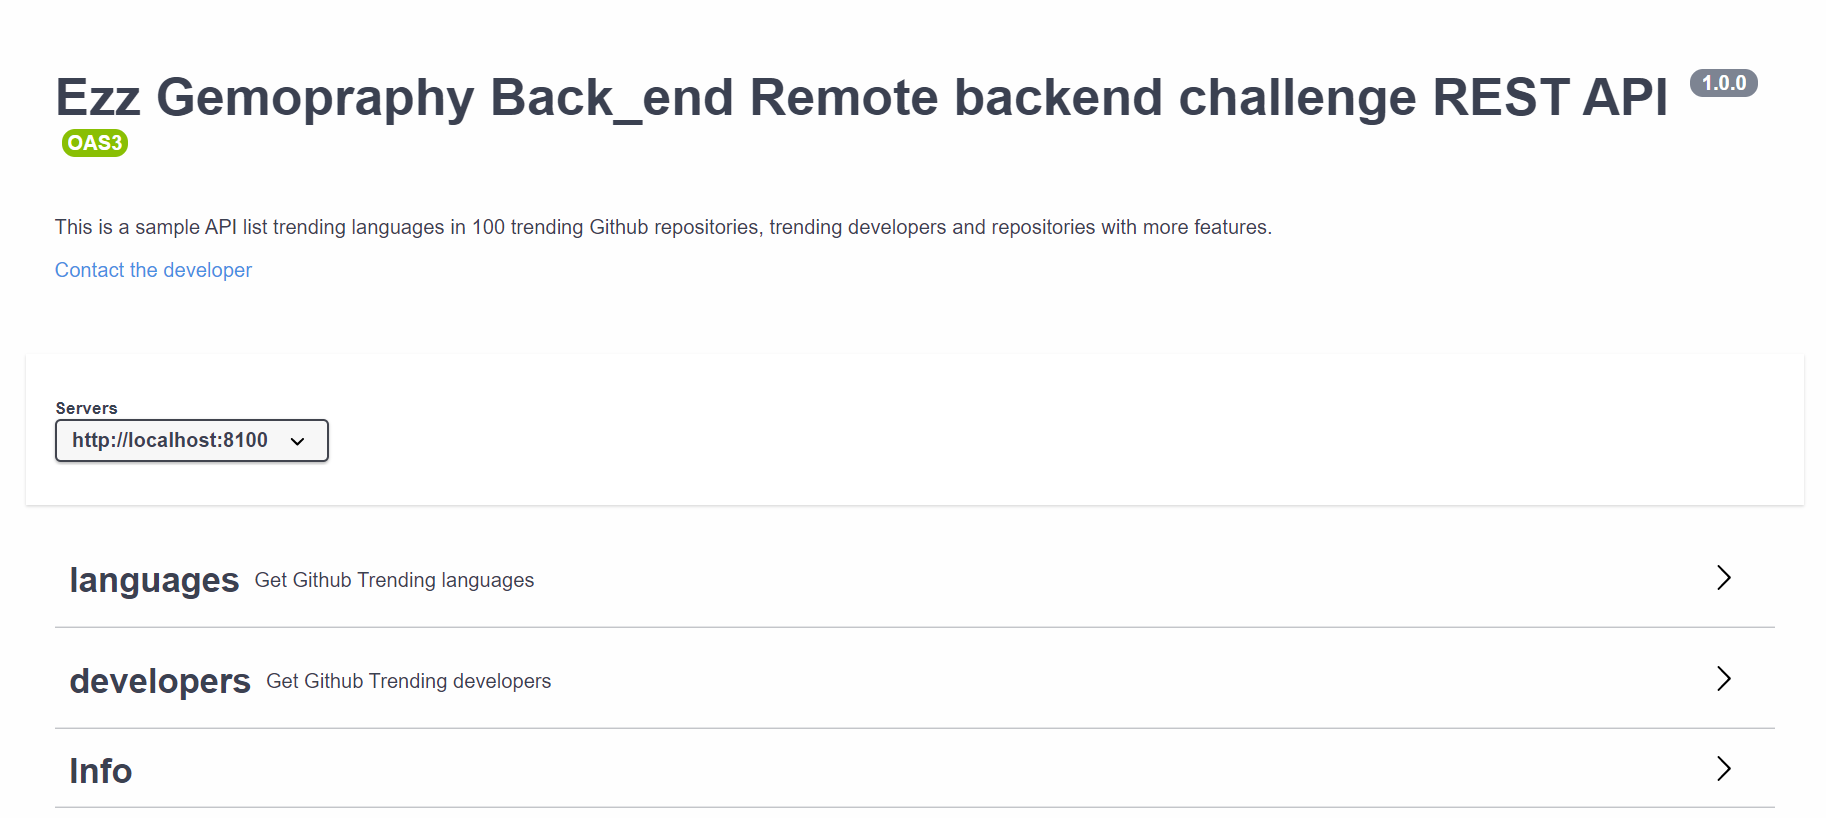 Ezz Gemopraphy Back_end Remote backend challenge REST API 1.0.0
OAS3
This is a sample API list trending languages in 100 trending Github repositories, trending developers and repositories with more features.
Contact the developer
Servers
http://localhost:8100
languages Get Github Trending languages
developers Get Github Trending developers
Info